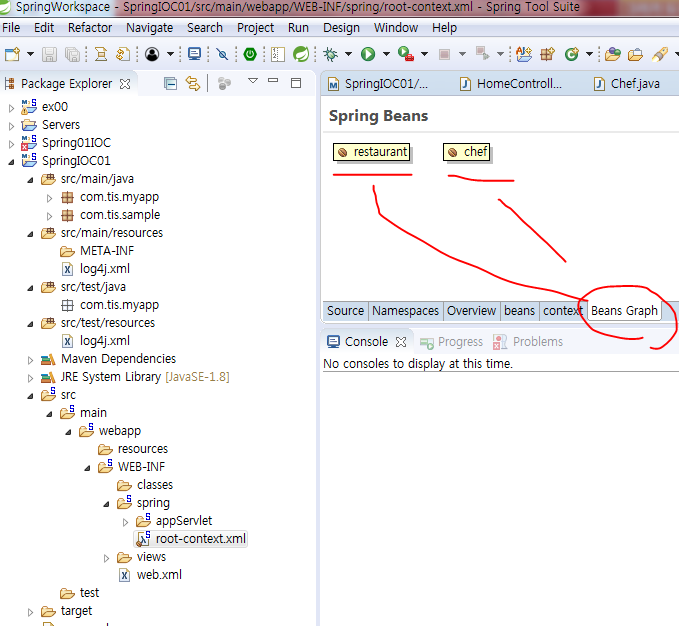 SpringWorkspace - SpringIOC01/src/main/webapp/WEB-INF/spring/root-context.xml - Spring Tool Suite
File Edit Refactor Navigate Search Project Run Design Window Help
Package Explorer
ex00
Servers
Spring01IOC
SpringIOC01
src/main/java
com.tis.myapp
com.tis.sample
src/main/resources
META-INF
log4j.xml
src/test/java
com.tis.myapp
src/test/resources
log4j.xml
Maven Dependencies
JRE System Library [JavaSE-1.8]
src
main
webapp
resources
WEB-INF
classes
spring
appServlet
root-context.xml
views
web.xml
test
target
SpringIOC01/... HomeControll... Chef.java
Spring Beans
restaurant chef
Source Namespaces Overview beans context Beans Graph
Console Progress Problems
No consoles to display at this time.